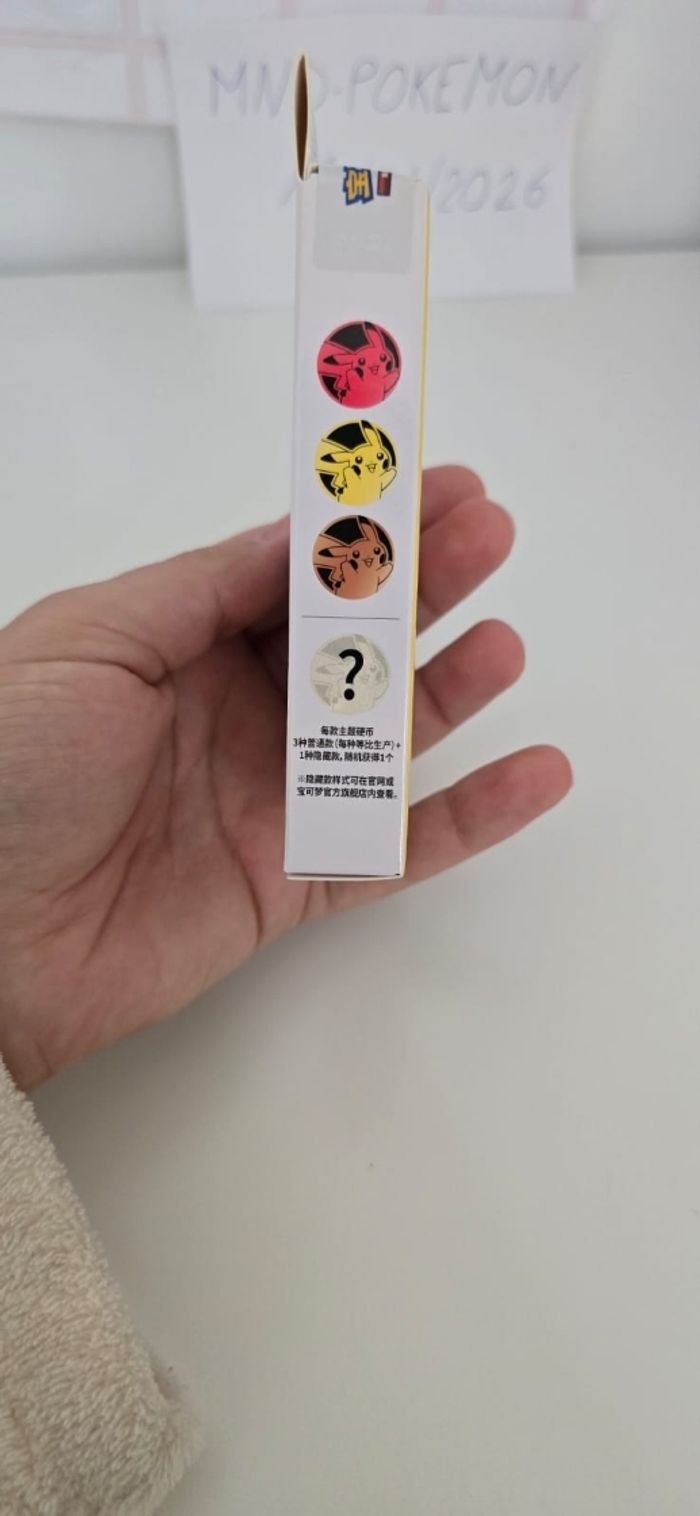 MND-POKEMON
/2026
宝
?
每款主题硬币
3种普通款(每种等比生产)+
1种隐藏款,随机获得1个
※隐藏款样式可在官网或
宝可梦官方旗舰店内查看。